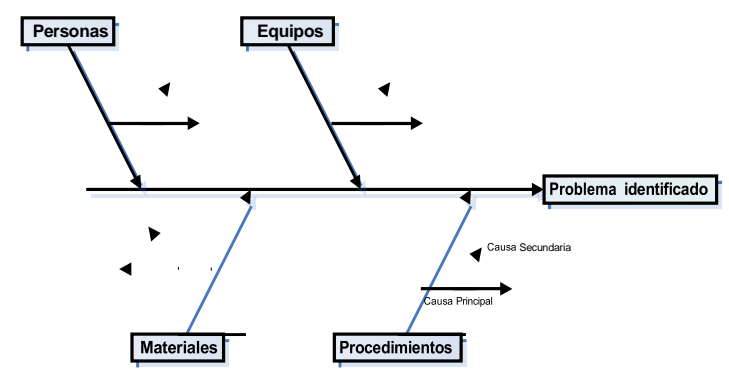 Personas
Equipos
Problema identificado
Causa Secundaria
Causa Principal
Materiales
Procedimientos